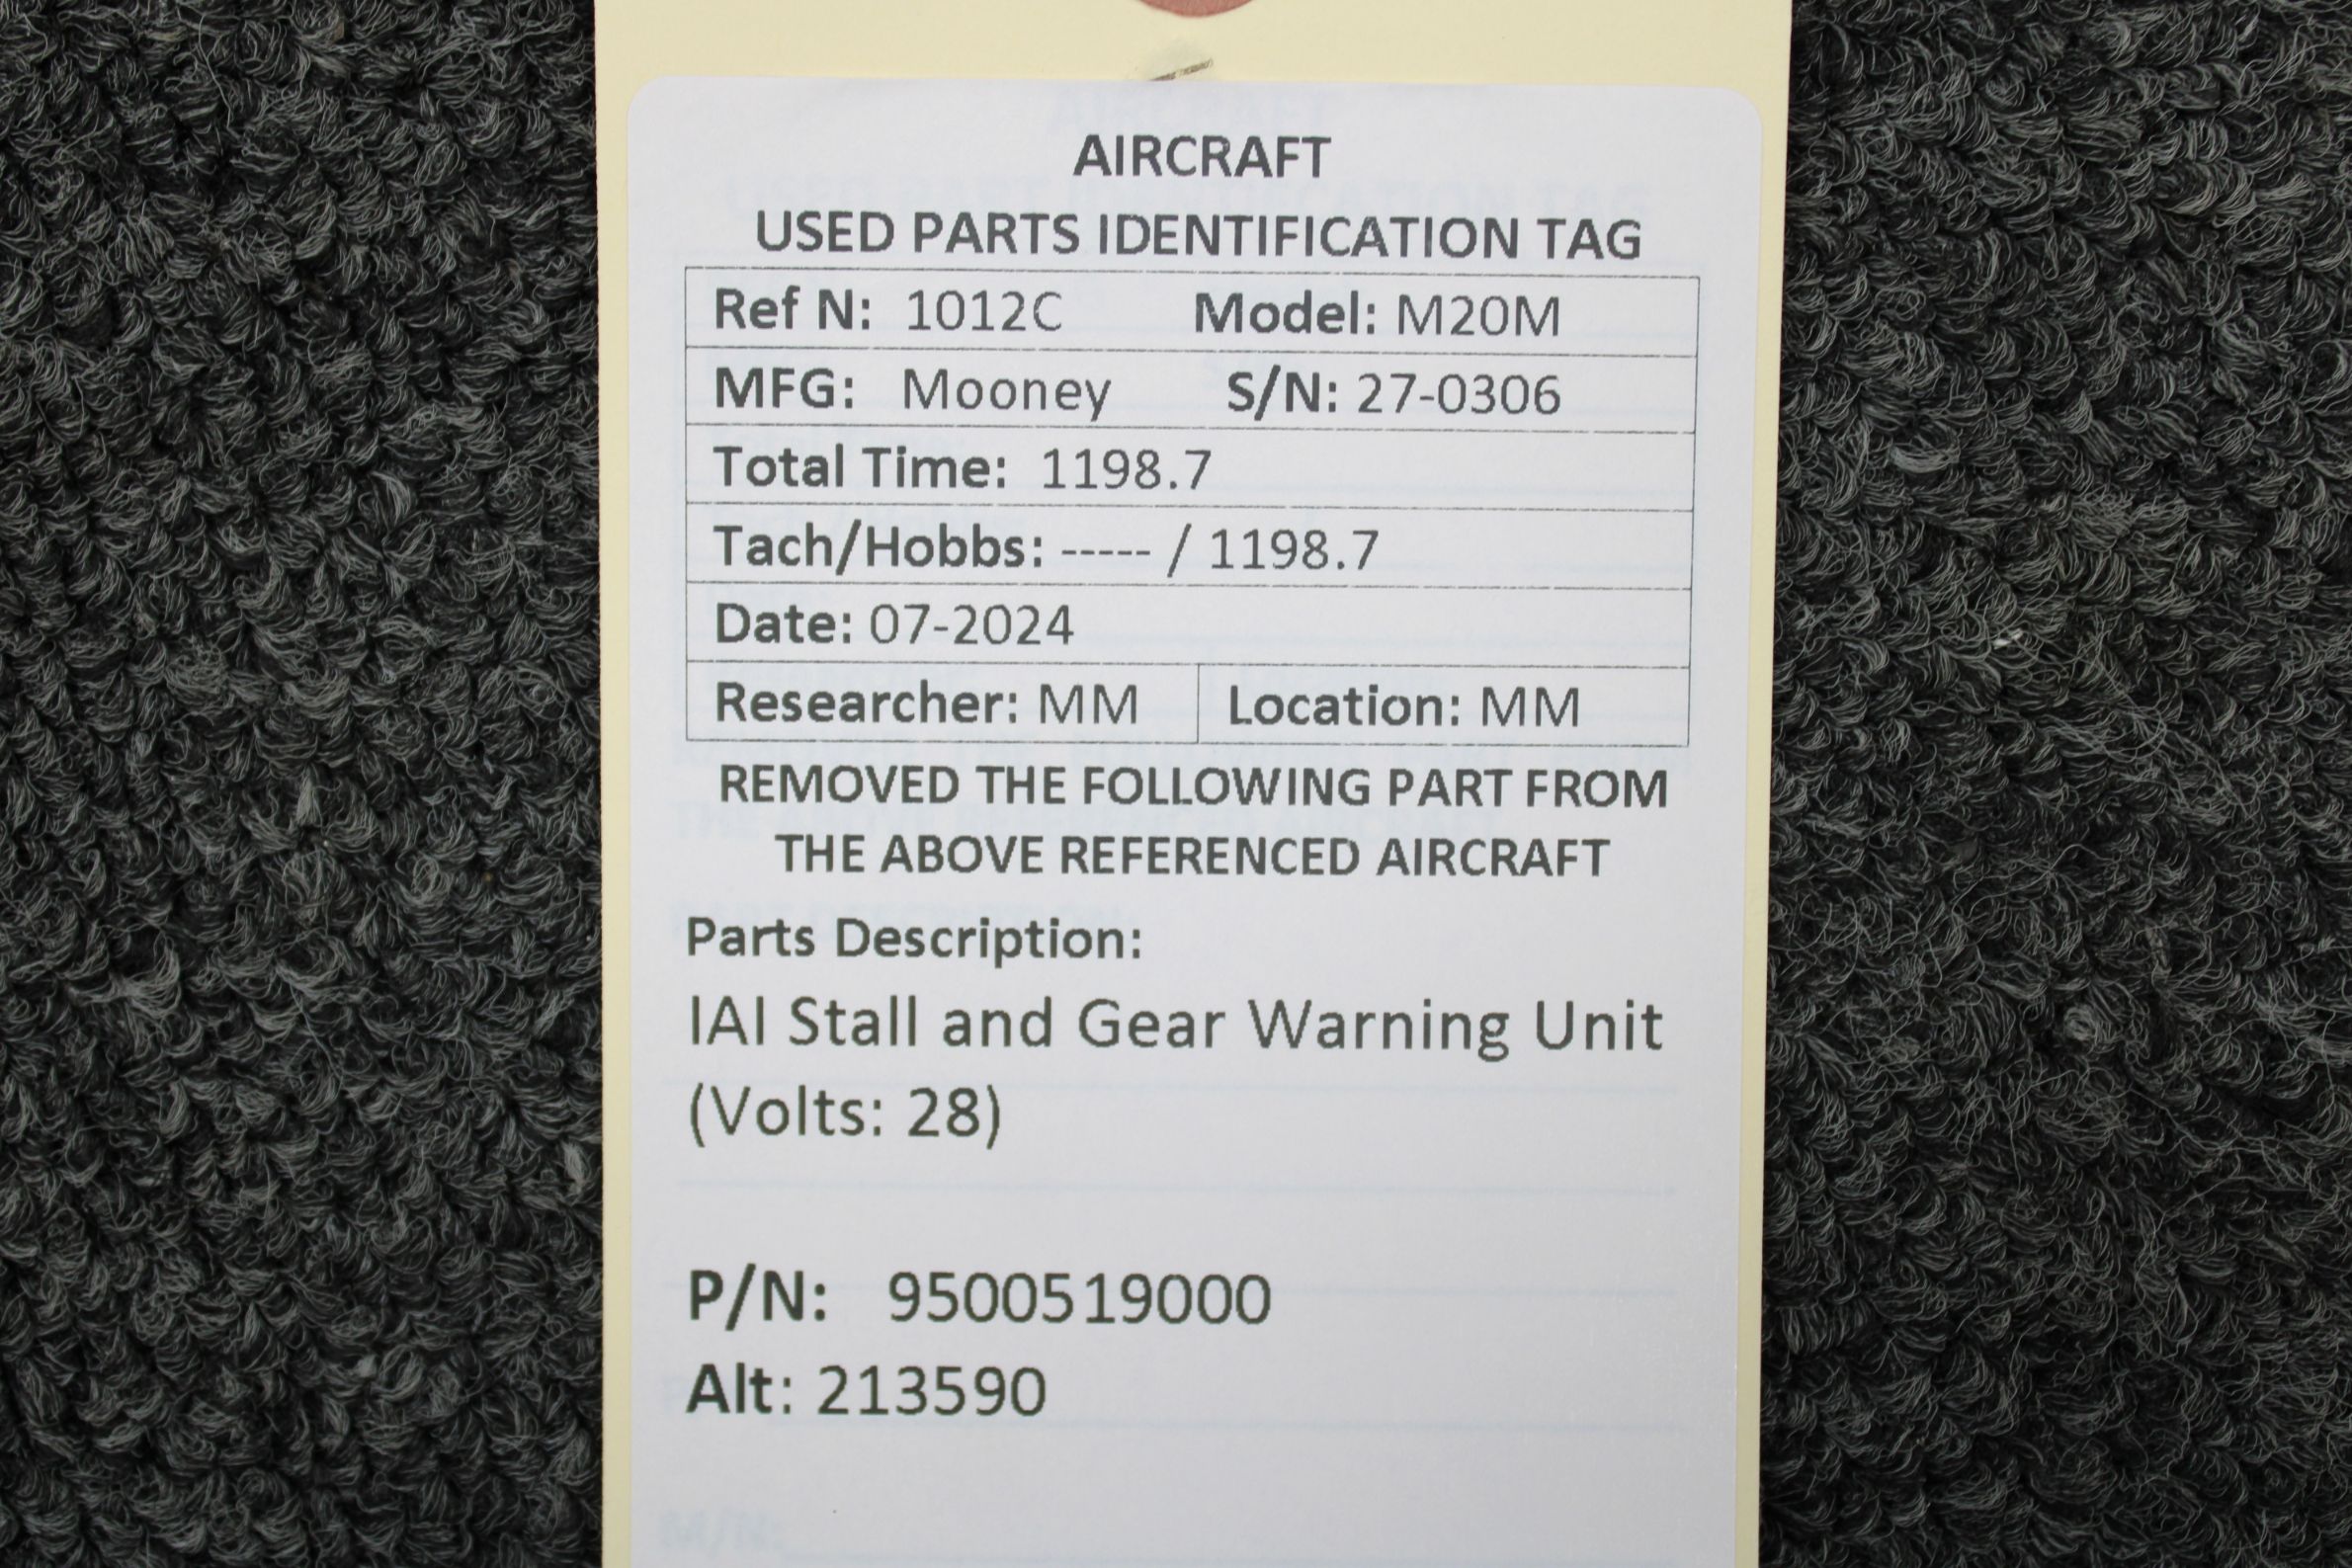 AIRCRAFT
USED PARTS IDENTIFICATION TAG
Ref N: 1012C Model: M20M
MFG: Mooney S/N: 27-0306
Total Time: 1198.7
Tach/Hobbs: ----- / 1198.7
Date: 07-2024
Researcher: MM Location: MM
REMOVED THE FOLLOWING PART FROM
THE ABOVE REFERENCED AIRCRAFT
Parts Description:
IAI Stall and Gear Warning Unit
(Volts: 28)
P/N: 9500519000
Alt: 213590
M/N: